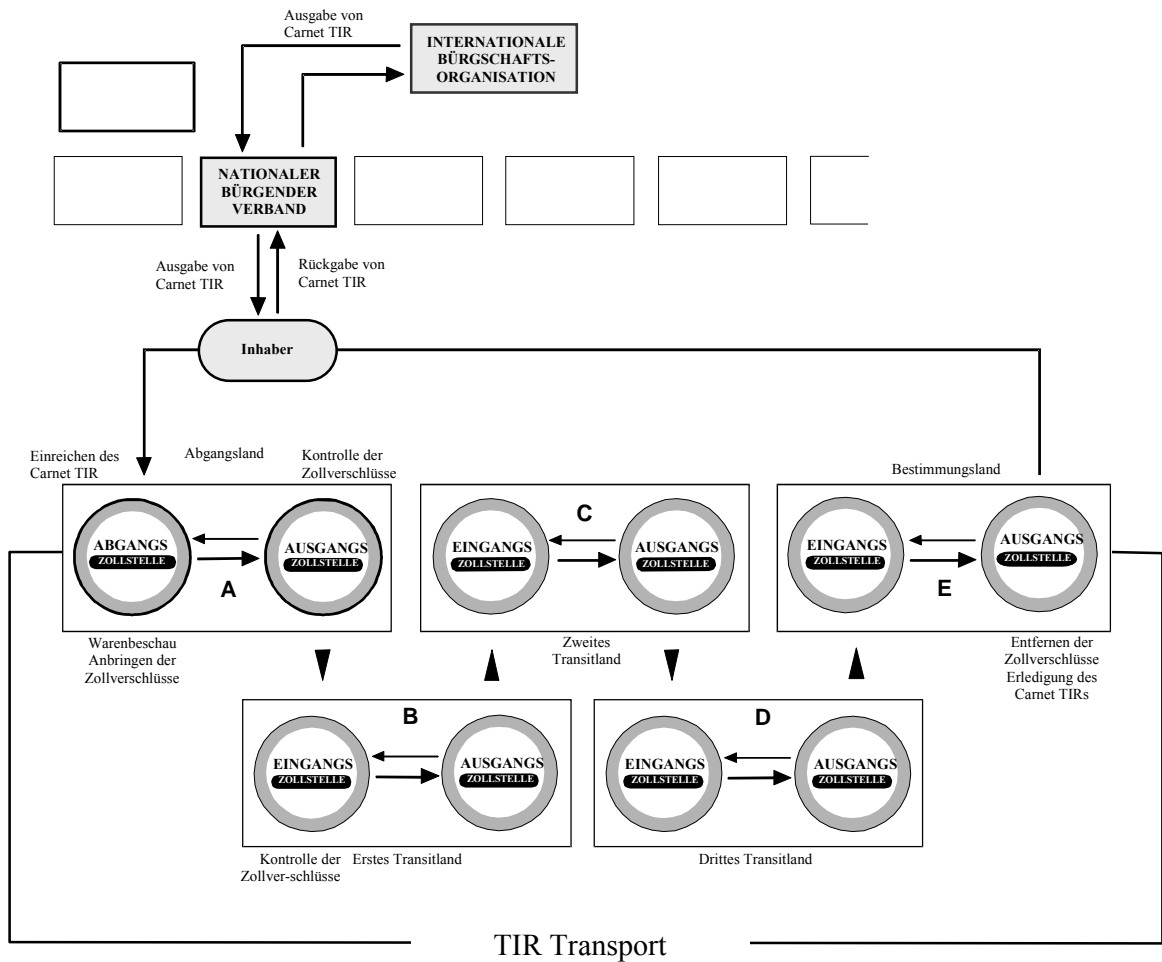 Ausgabe von
Carnet TIR
INTERNATIONALE
BÜRGSCHAFTS-
ORGANISATION
NATIONALER
BÜRGENDER
VERBAND
Ausgabe von
Carnet TIR
Rückgabe von
Carnet TIR
Inhaber
Einreichen des
Carnet TIR
Abgangsland
Kontrolle der
Zollverschlüsse
Bestimmungsland
ABGANGS
ZOLLSTELLE
A
AUSGANGS
ZOLLSTELLE
EINGANGS
ZOLLSTELLE
C
AUSGANGS
ZOLLSTELLE
EINGANGS
ZOLLSTELLE
E
AUSGANGS
ZOLLSTELLE
Warenbeschau
Anbringen der
Zollverschlüsse
Zweites
Transitland
Entfernen der
Zollverschlüsse
Erledigung des
Carnet TIRs
EINGANGS
ZOLLSTELLE
B
AUSGANGS
ZOLLSTELLE
EINGANGS
ZOLLSTELLE
D
AUSGANGS
ZOLLSTELLE
Kontrolle der
Zollver-schlüsse
Erstes Transitland
Drittes Transitland
TIR Transport